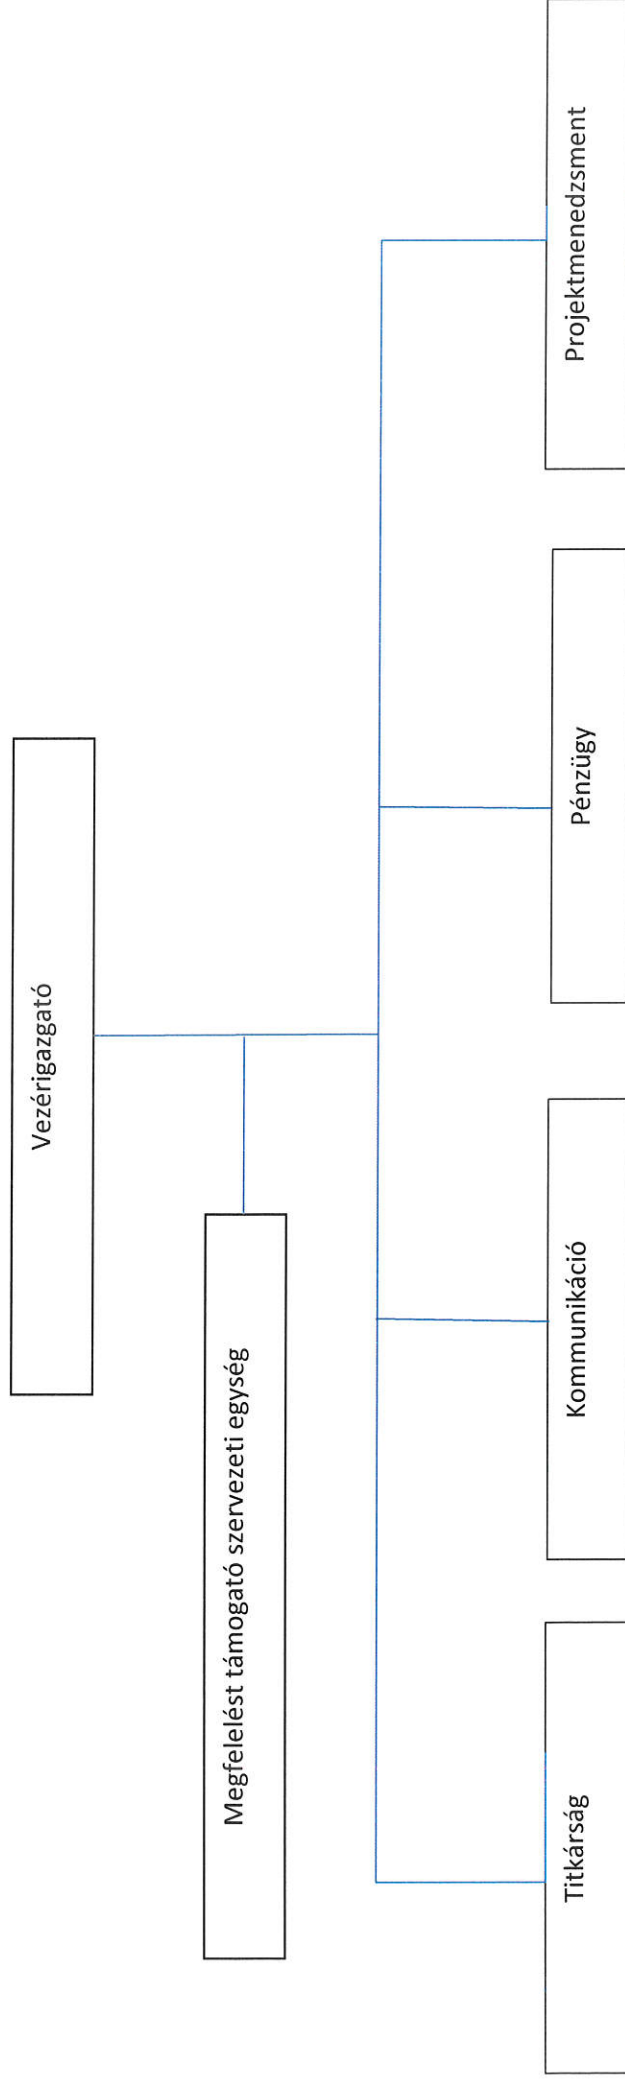 Vezérigazgató
Megfelelést támogató szervezeti egység
Titkárság
Kommunikáció
Pénzügy
Projektmenedzsment